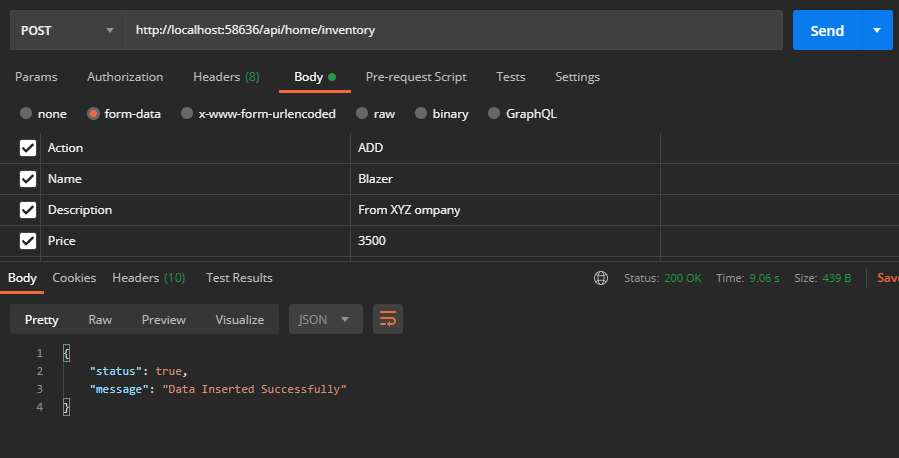 POST http://localhost:58636/api/home/inventory Send
Params Authorization Headers (8) Body Pre-request Script Tests Settings
none form-data x-www-form-urlencoded raw binary GraphQL
Action ADD
Name Blazer
Description From XYZ ompany
Price 3500
Body Cookies Headers (10) Test Results Status: 200 OK Time: 9.06 s Size: 439 B Save
Pretty Raw Preview Visualize JSON
1 {
2 "status": true,
3 "message": "Data Inserted Successfully"
4 }